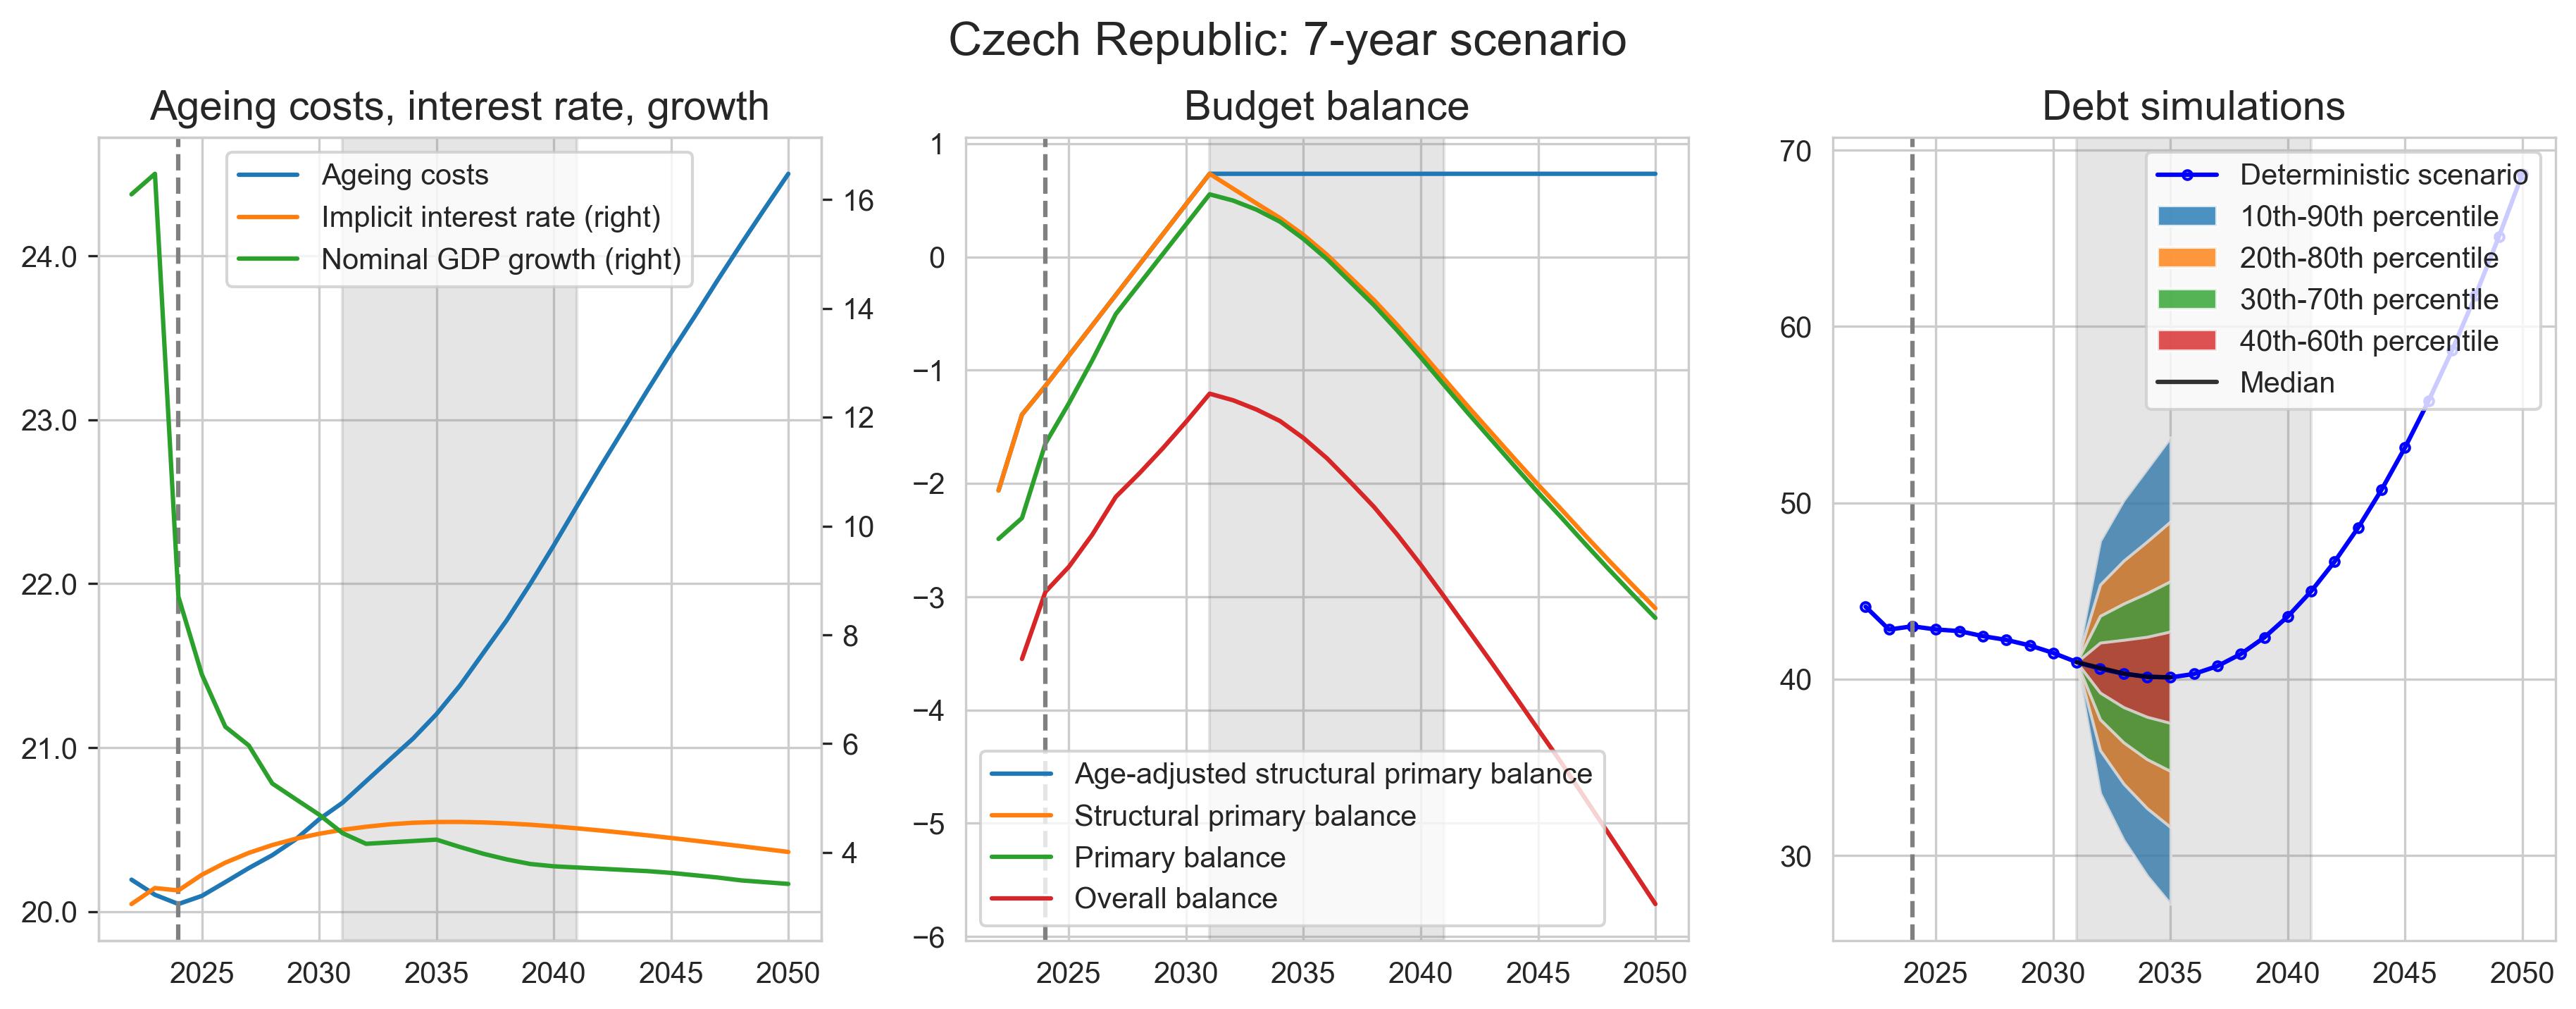 Czech Republic: 7-year scenario
Ageing costs, interest rate, growth
Ageing costs
Implicit interest rate (right)
Nominal GDP growth (right)
24.0
23.0
22.0
21.0
20.0
16
14
12
10
8
6
4
2025 2030 2035 2040 2045 2050
Budget balance
1
0
−1
−2
−3
−4
−5
−6
Age-adjusted structural primary balance
Structural primary balance
Primary balance
Overall balance
2025 2030 2035 2040 2045 2050
Debt simulations
70
60
50
40
30
Deterministic scenario
10th-90th percentile
20th-80th percentile
30th-70th percentile
40th-60th percentile
Median
2025 2030 2035 2040 2045 2050